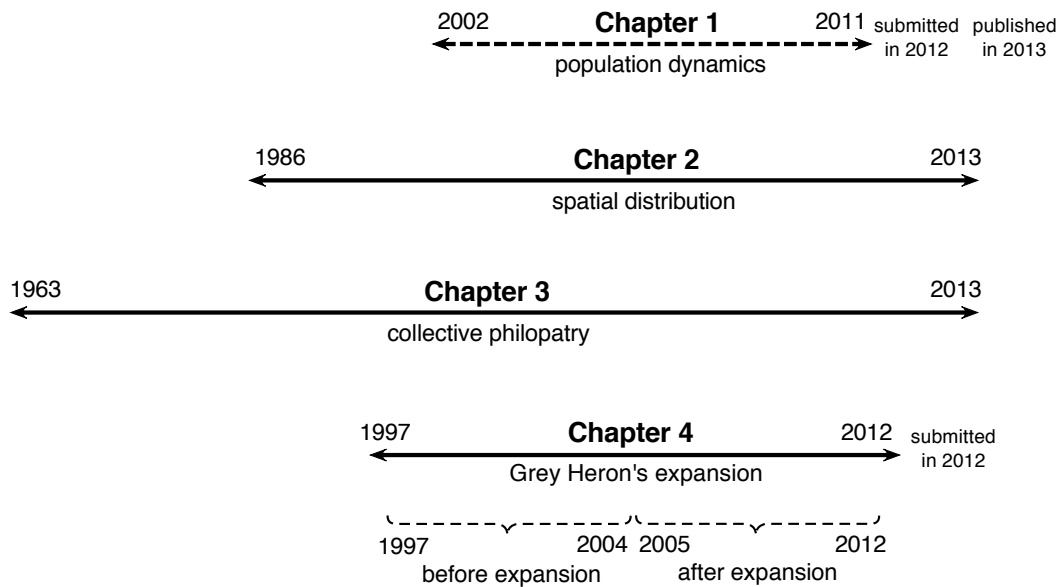 2002 Chapter 1 2011 submitted published
in 2012 in 2013
population dynamics
1986 Chapter 2 2013
spatial distribution
1963 Chapter 3 2013
collective philopatry
1997 Chapter 4 2012 submitted
in 2012
Grey Heron's expansion
1997 2004 2005 2012
before expansion after expansion